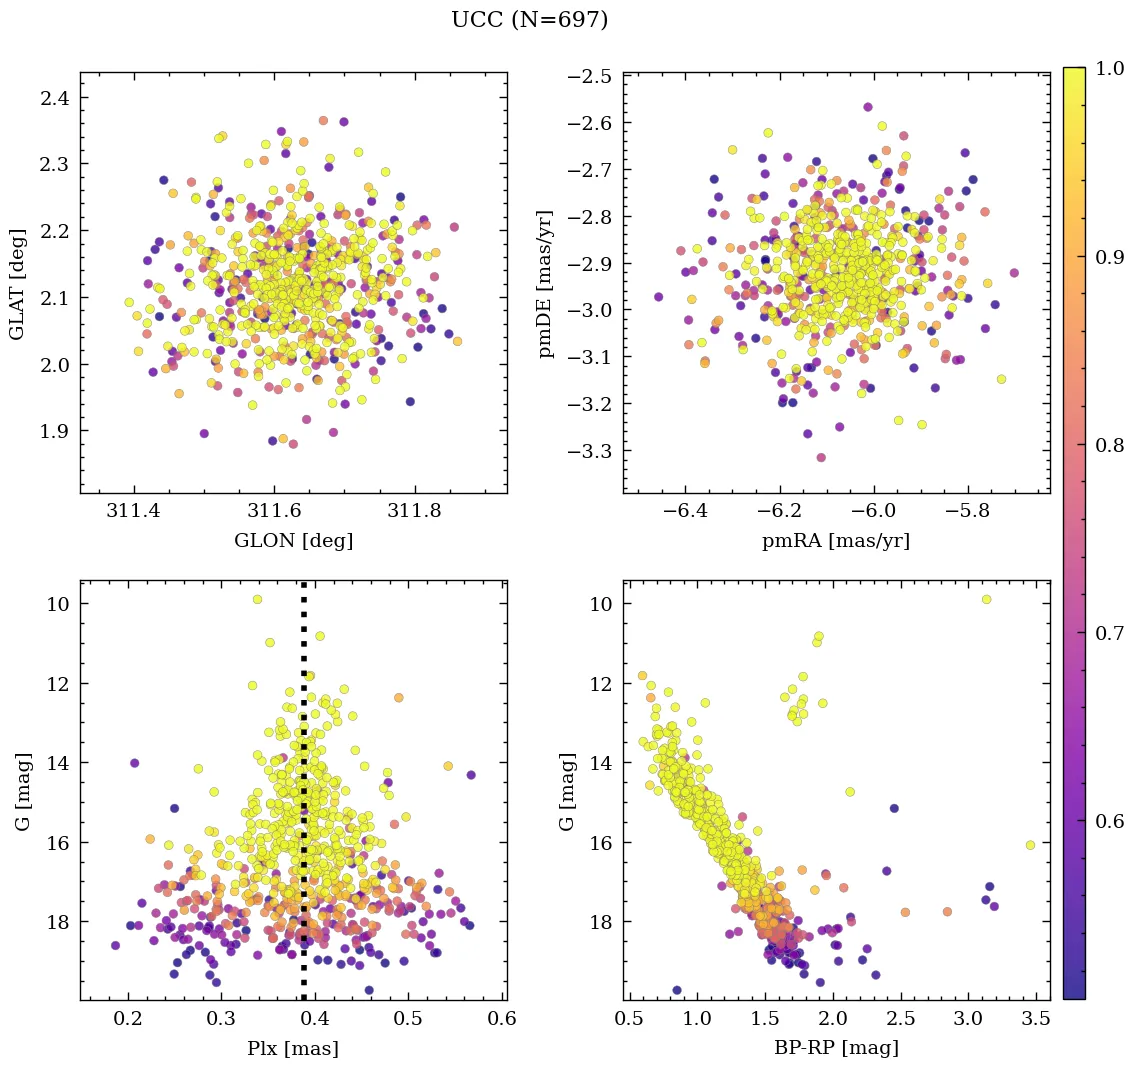 UCC (N=697)
2.4
2.3
2.2
2.1
2.0
1.9
GLAT [deg]
311.4 311.6 311.8
GLON [deg]
−2.5
−2.6
−2.7
−2.8
−2.9
−3.0
−3.1
−3.2
−3.3
pmDE [mas/yr]
−6.4 −6.2 −6.0 −5.8
pmRA [mas/yr]
1.0
0.9
0.8
0.7
0.6
10
12
14
16
18
G [mag]
0.2 0.3 0.4 0.5 0.6
Plx [mas]
10
12
14
16
18
G [mag]
0.5 1.0 1.5 2.0 2.5 3.0 3.5
BP-RP [mag]